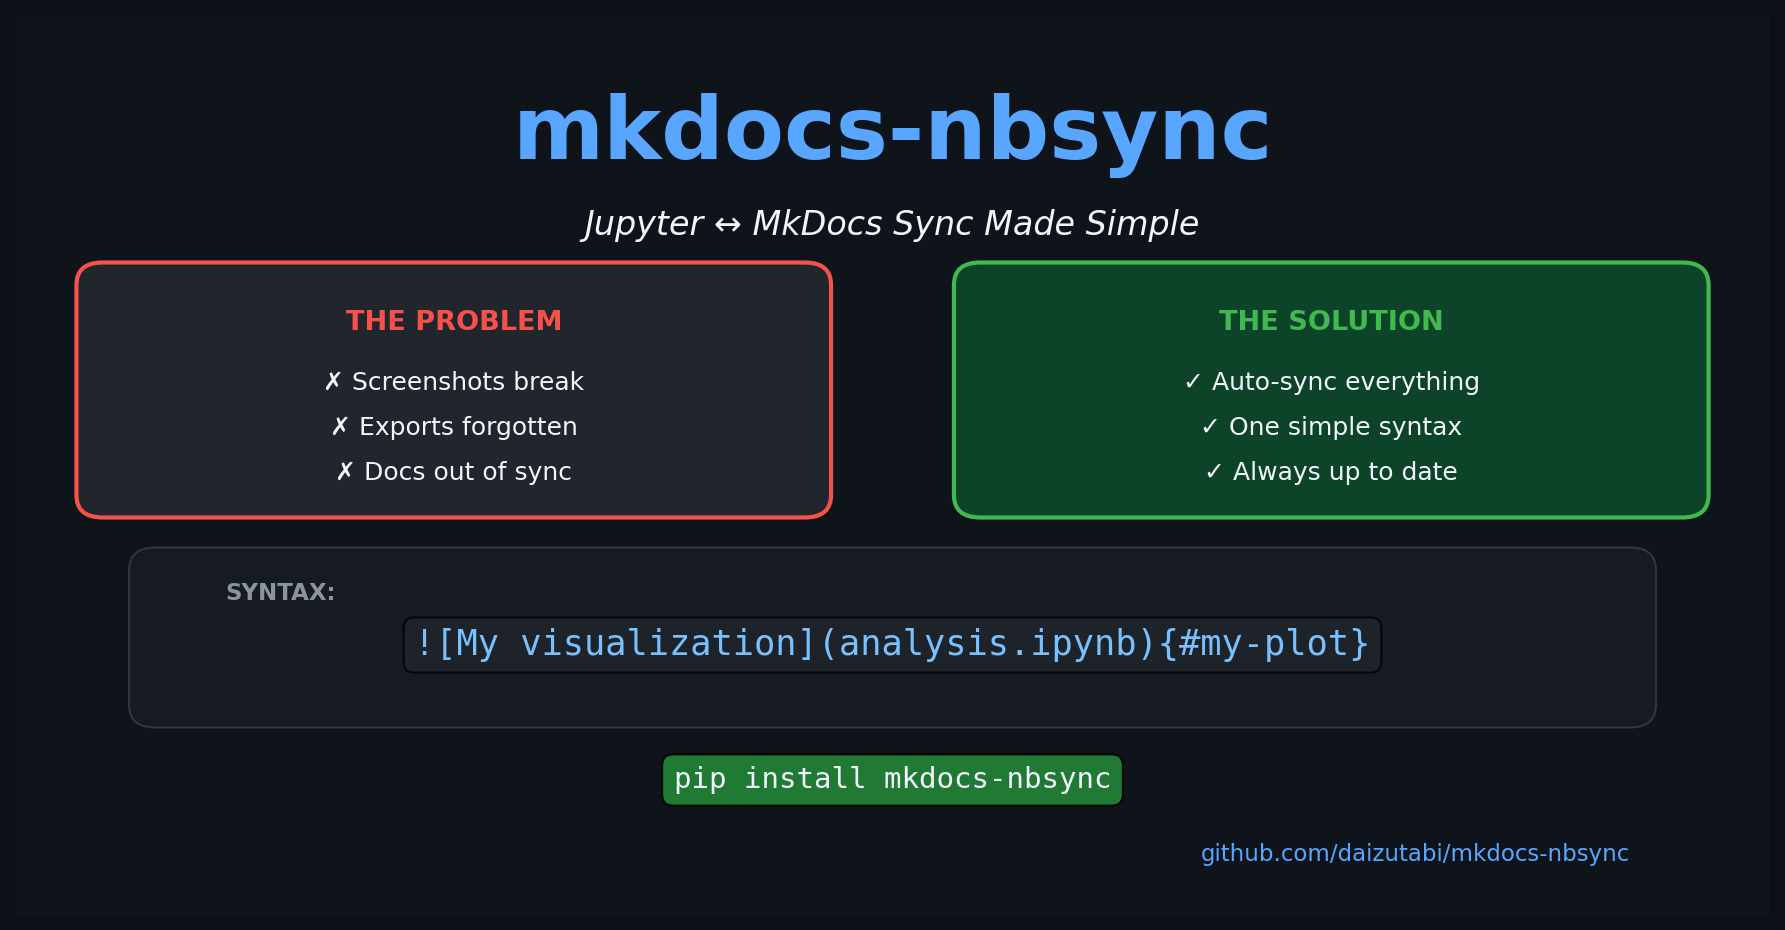 mkdocs-nbsync
Jupyter ↔ MkDocs Sync Made Simple
THE PROBLEM
✗ Screenshots break
✗ Exports forgotten
✗ Docs out of sync
THE SOLUTION
✓ Auto-sync everything
✓ One simple syntax
✓ Always up to date
SYNTAX:
![My visualization](analysis.ipynb){#my-plot}
pip install mkdocs-nbsync
github.com/daizutabi/mkdocs-nbsync